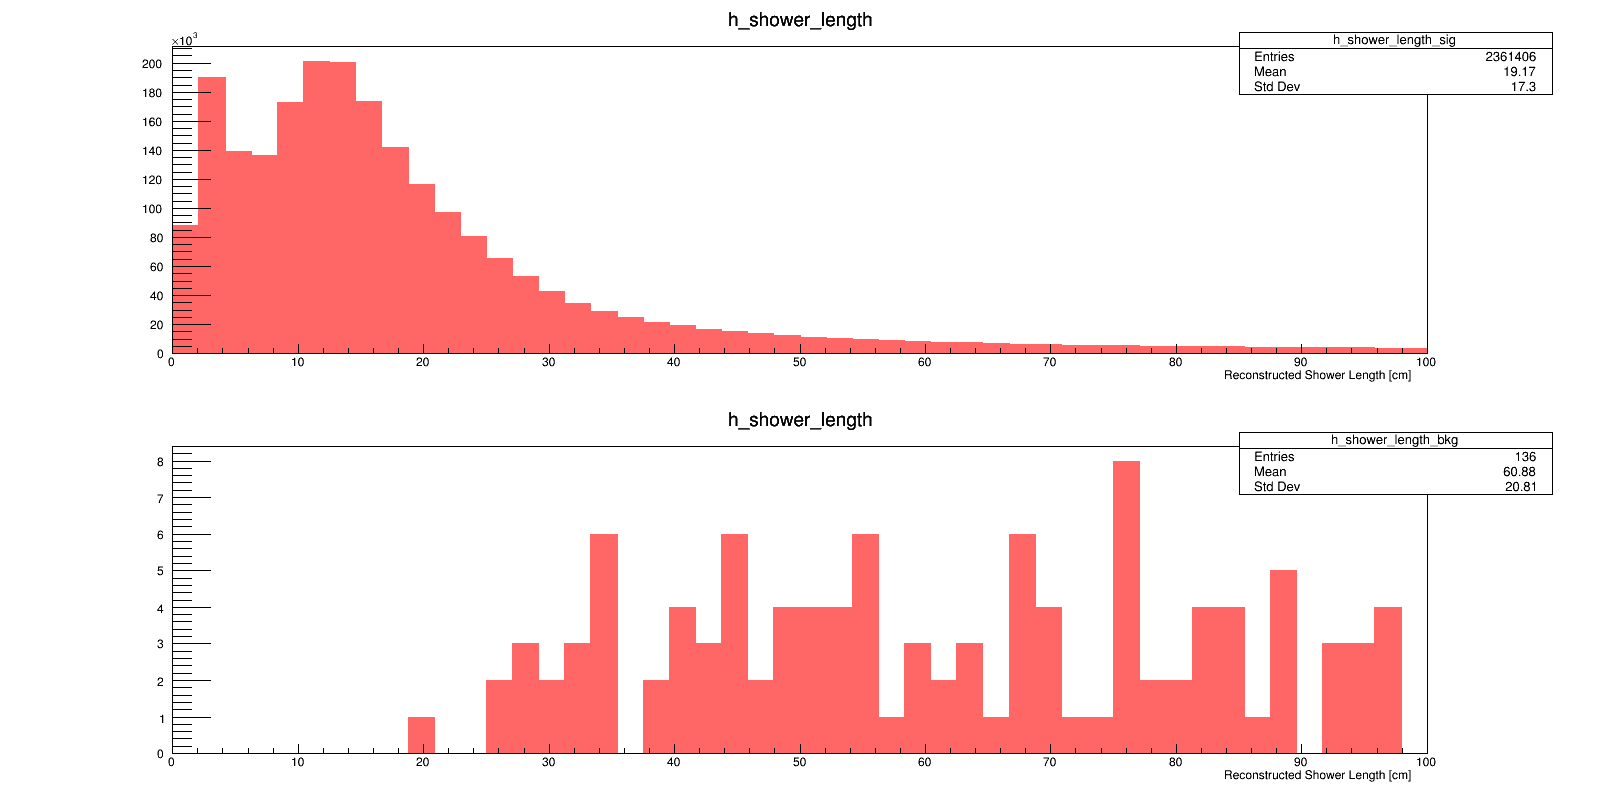 h_shower_length
×10³
h_shower_length_sig
Entries 2361406
Mean 19.17
Std Dev 17.3
200
180
160
140
120
100
80
60
40
20
0
0 10 20 30 40 50 60 70 80 90 100
Reconstructed Shower Length [cm]
h_shower_length
h_shower_length_bkg
Entries 136
Mean 60.88
Std Dev 20.81
8
7
6
5
4
3
2
1
0
0 10 20 30 40 50 60 70 80 90 100
Reconstructed Shower Length [cm]